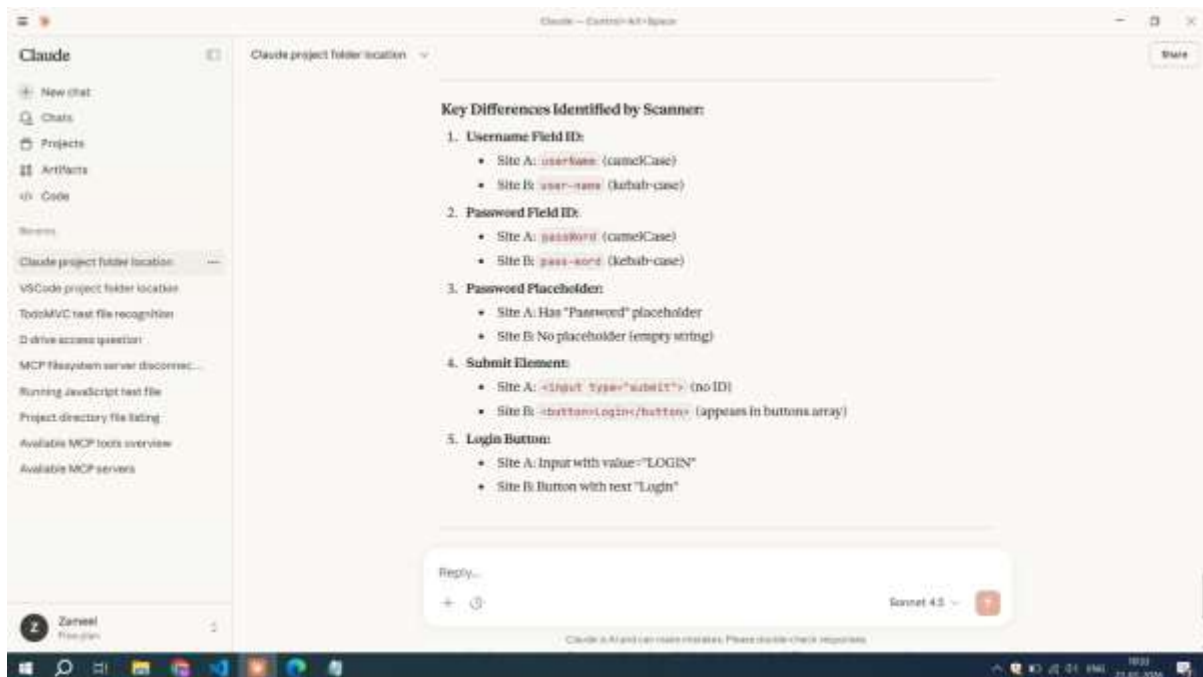 Claude — Control+Alt+Space
Claude
Claude project folder location
Share
New chat
Chats
Projects
Artifacts
Code
Recents
Claude project folder location
VSCode project folder location
TodoMVC test file recognition
D drive access question
MCP filesystem server disconnec...
Running JavaScript test file
Project directory file listing
Available MCP tools overview
Available MCP servers
Z
Zarweel
Free plan
Key Differences Identified by Scanner:
1. Username Field ID:
• Site A: userName (camelCase)
• Site B: user-name (kebab-case)
2. Password Field ID:
• Site A: passWord (camelCase)
• Site B: pass-word (kebab-case)
3. Password Placeholder:
• Site A: Has "Password" placeholder
• Site B: No placeholder (empty string)
4. Submit Element:
• Site A: <input type="submit"> (no ID)
• Site B: <button>Login</button> (appears in buttons array)
5. Login Button:
• Site A: Input with value="LOGIN"
• Site B: Button with text "Login"
Reply...
Sonnet 4.5
Claude is AI and can make mistakes. Please double-check responses.
ENG